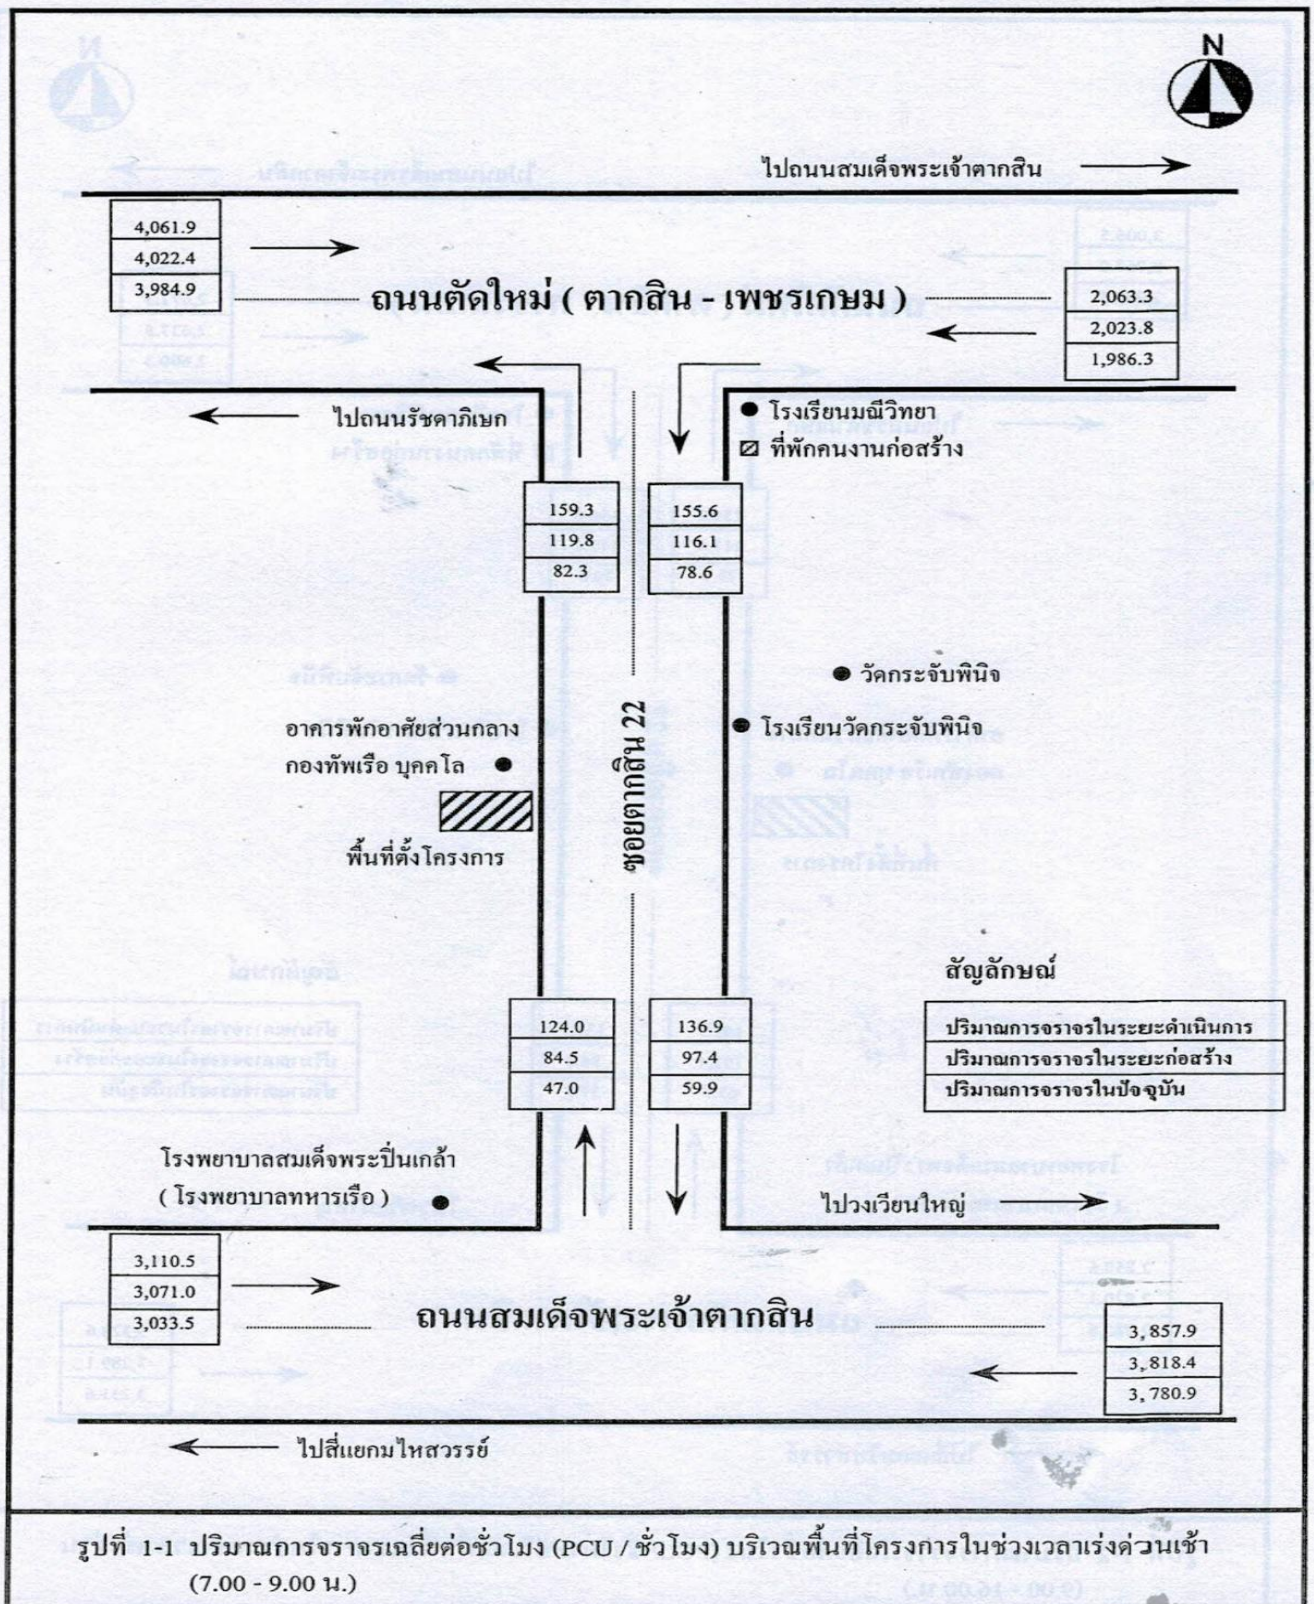 N
ไปถนนสมเด็จพระเจ้าตากสิน
4,061.9
4,022.4
3,984.9
ถนนตัดใหม่ ( ตากสิน - เพชรเกษม )
2,063.3
2,023.8
1,986.3
ไปถนนรัชดาภิเษก
โรงเรียนมณีวิทยา
ที่พักคนงานก่อสร้าง
159.3
119.8
82.3
155.6
116.1
78.6
วัดกระจับพินิจ
โรงเรียนวัดกระจับพินิจ
อาคารพักอาศัยส่วนกลาง
กองทัพเรือ บุคคโล
พื้นที่ตั้งโครงการ
ซอยตากสิน 22
สัญลักษณ์
ปริมาณการจราจรในระยะดำเนินการ
ปริมาณการจราจรในระยะก่อสร้าง
ปริมาณการจราจรในปัจจุบัน
124.0
84.5
47.0
136.9
97.4
59.9
โรงพยาบาลสมเด็จพระปิ่นเกล้า
( โรงพยาบาลทหารเรือ )
ไปวงเวียนใหญ่
3,110.5
3,071.0
3,033.5
ถนนสมเด็จพระเจ้าตากสิน
3,857.9
3,818.4
3,780.9
ไปสี่แยกมไหสวรรย์
รูปที่ 1-1 ปริมาณการจราจรเฉลี่ยต่อชั่วโมง (PCU / ชั่วโมง) บริเวณพื้นที่โครงการในช่วงเวลาเร่งด่วนเช้า
(7.00 - 9.00 น.)